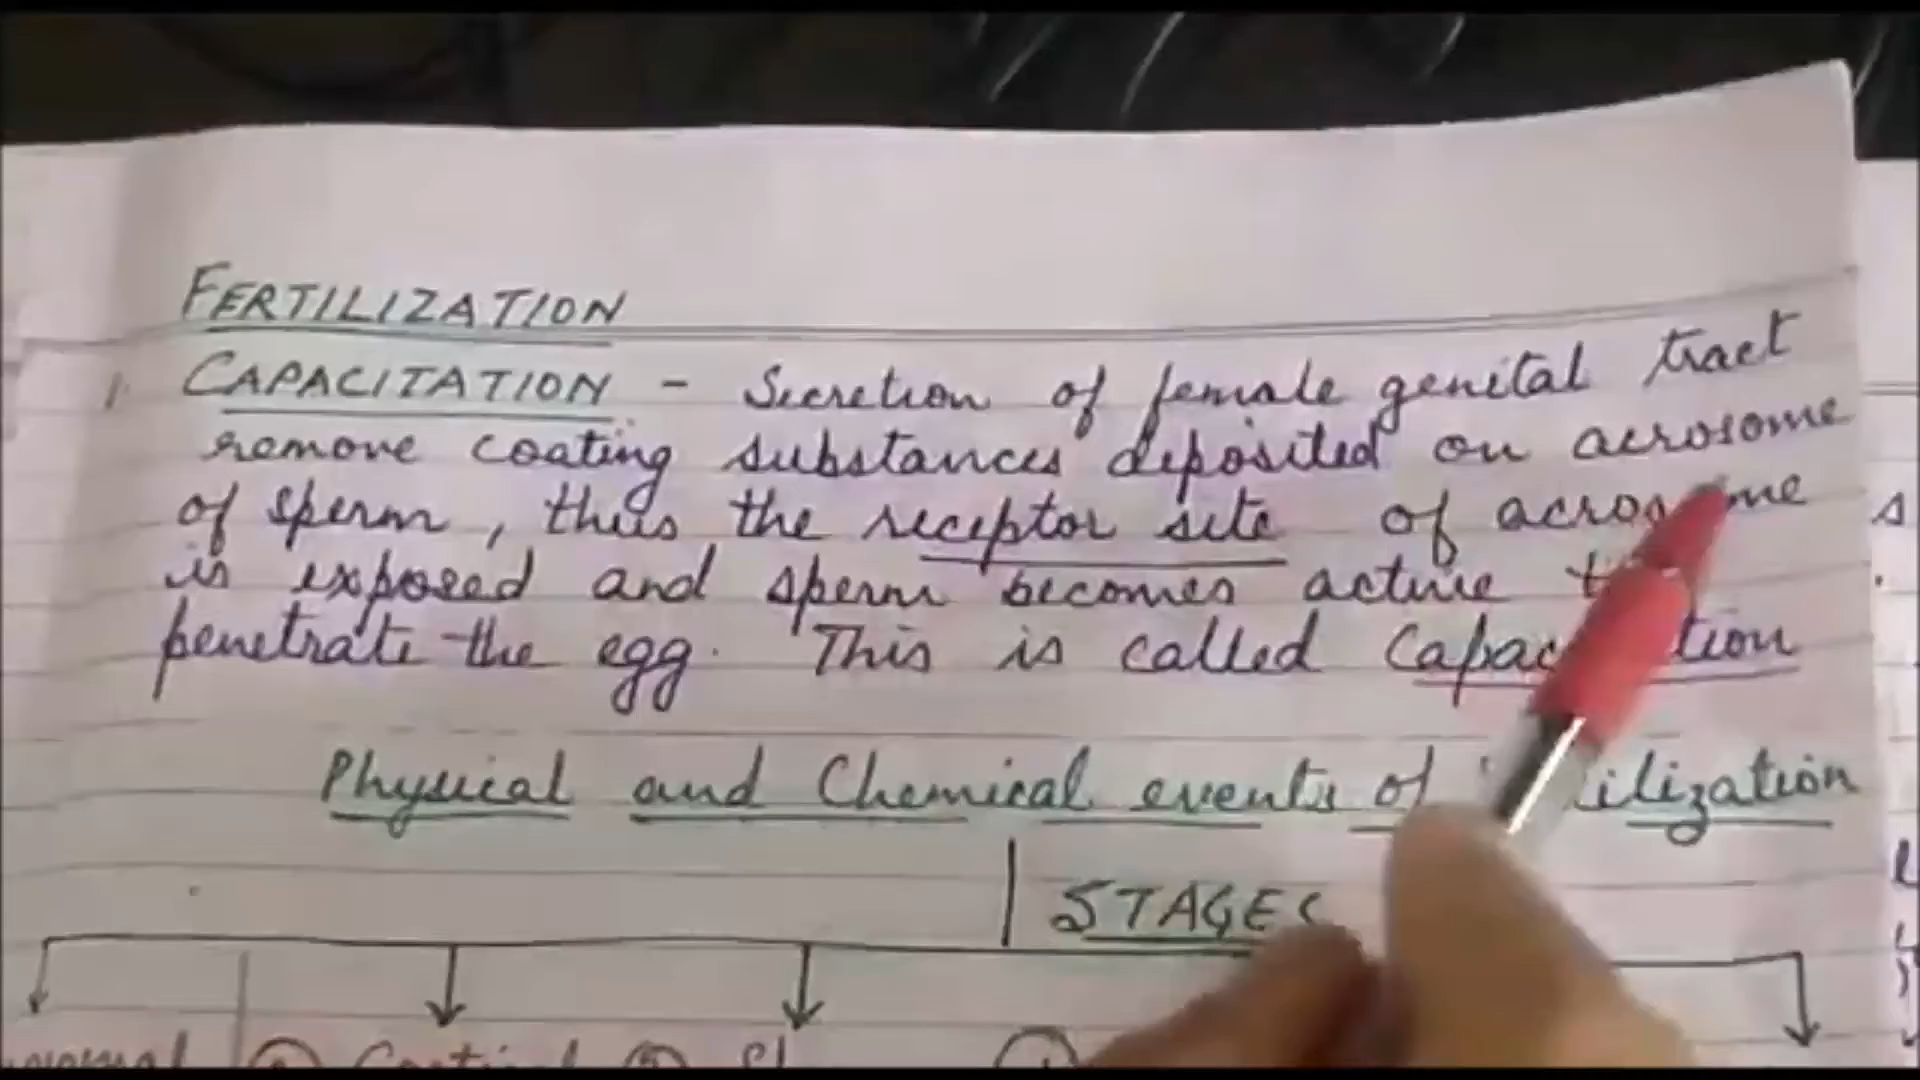 FERTILIZATION
1. CAPACITATION - Secretion of female genital tract
remove coating substances deposited on acrosome
of sperm, thus the receptor site of acrosome
is exposed and sperm becomes active
penetrate the egg. This is called Capacitation
Physical and Chemical events of
STAGES